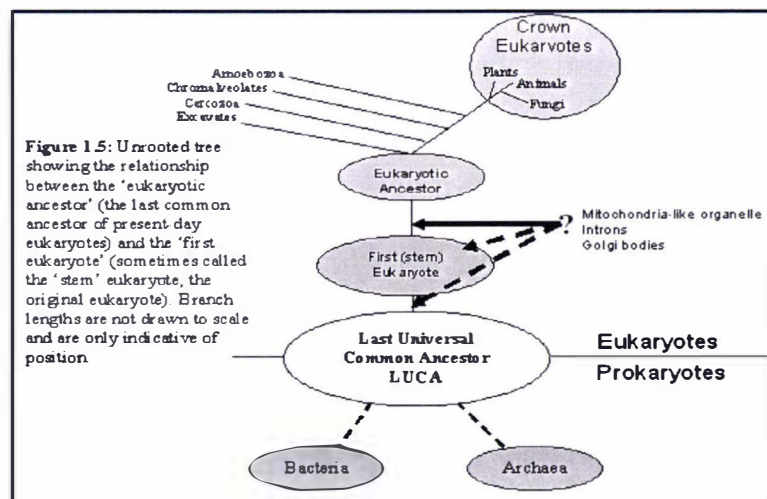 Crown
Eukaryotes
Plants
Animals
Fungi
Amoebozoa
Chromalveolates
Cercozoa
Excavates
Figure 1.5: Unrooted tree
showing the relationship
between the 'eukaryotic
ancestor' (the last common
ancestor of present-day
eukaryotes) and the 'first
eukaryote' (sometimes called
the 'stem' eukaryote, the
original eukaryote). Branch
lengths are not drawn to scale
and are only indicative of
position
Eukaryotic
Ancestor
?
Mitochondria-like organelle
Introns
Golgi bodies
First (stem)
Eukaryote
Last Universal
Common Ancestor
LUCA
Eukaryotes
Prokaryotes
Bacteria
Archaea